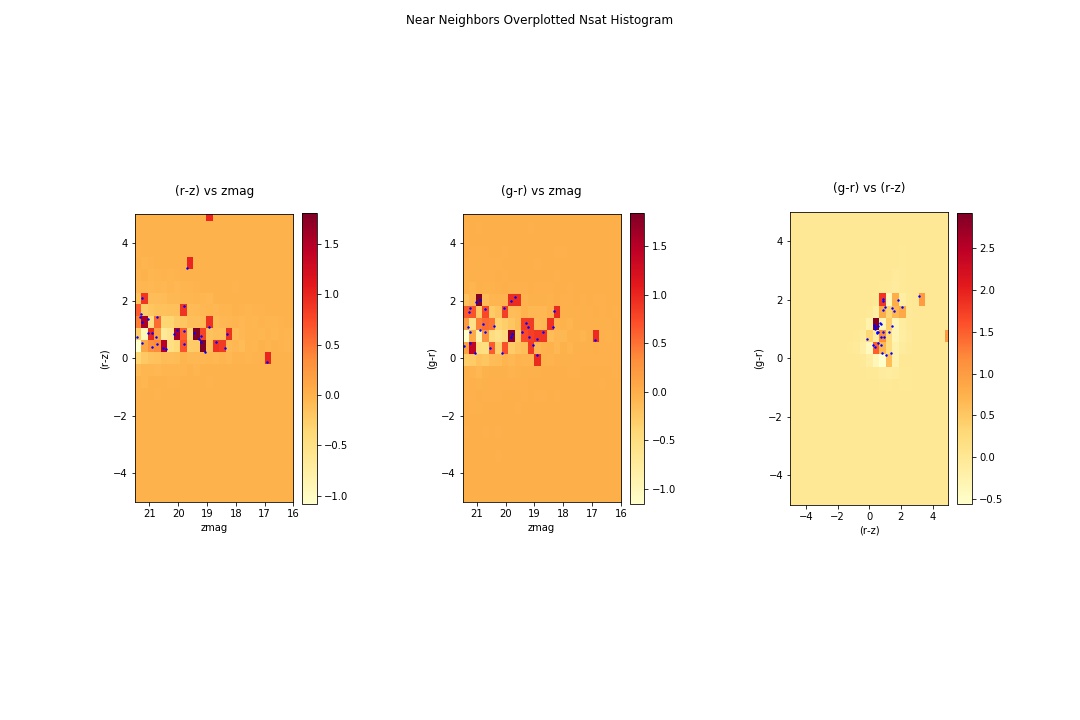 Near Neighbors Overplotted Nsat Histogram
(r-z) vs zmag
(g-r) vs zmag
(g-r) vs (r-z)
(r-z)
4
2
0
−2
−4
21 20 19 18 17 16
zmag
1.5
1.0
0.5
0.0
−0.5
−1.0
(g-r)
4
2
0
−2
−4
21 20 19 18 17 16
zmag
1.5
1.0
0.5
0.0
−0.5
−1.0
(g-r)
4
2
0
−2
−4
−4 −2 0 2 4
(r-z)
2.5
2.0
1.5
1.0
0.5
0.0
−0.5